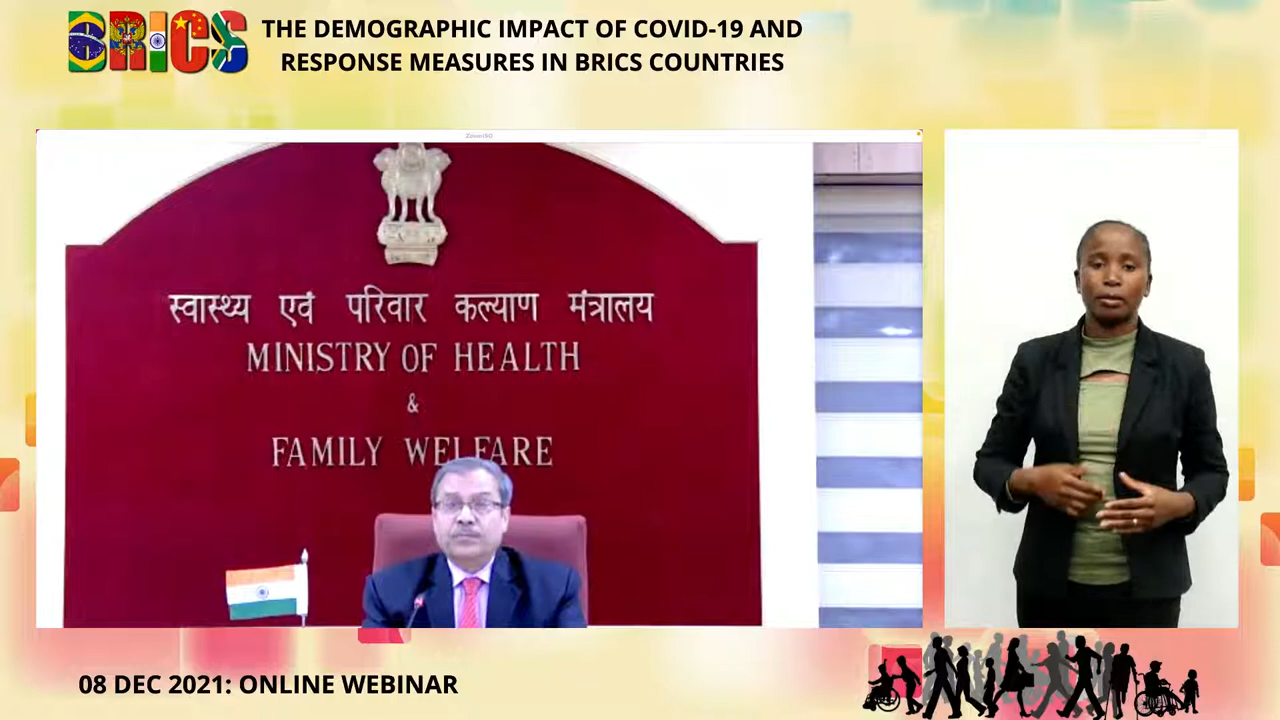 BRICS
THE DEMOGRAPHIC IMPACT OF COVID-19 AND
RESPONSE MEASURES IN BRICS COUNTRIES
स्वास्थ्य एवं परिवार कल्याण मंत्रालय
MINISTRY OF HEALTH
&
FAMILY WELFARE
08 DEC 2021: ONLINE WEBINAR